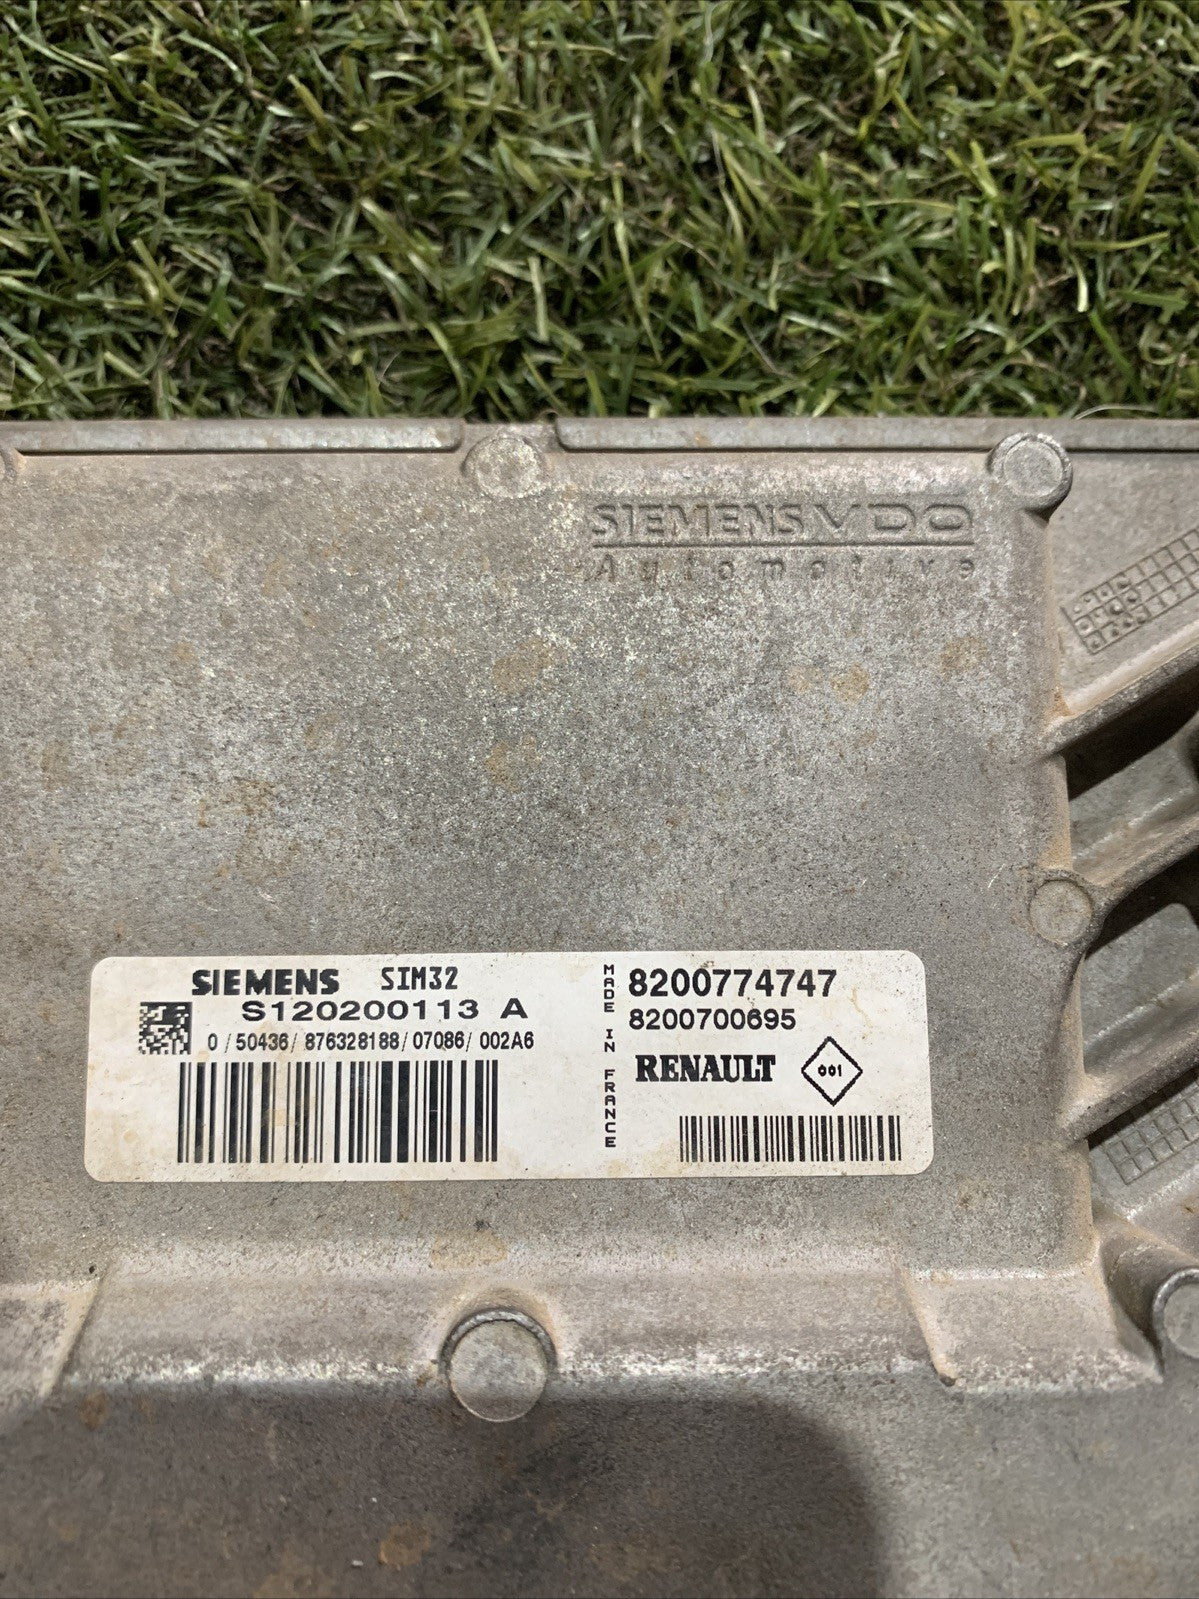 SIEMENS VDO
Automotive
SIEMENS SIM32
S120200113 A
0/50436/876328188/07086/002A6
MADE IN FRANCE
8200774747
8200700695
RENAULT
001